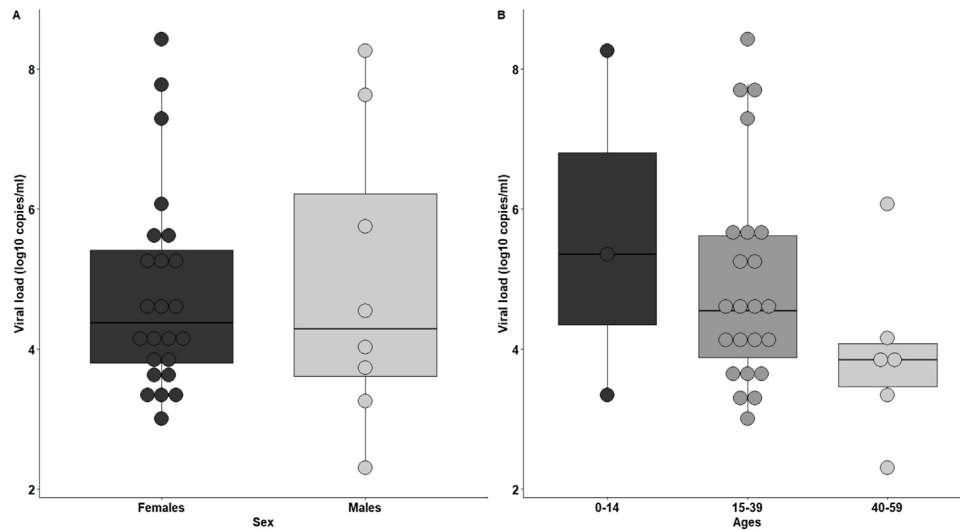 A
Viral load (log10 copies/ml)
8
6
4
2
Females
Males
Sex
B
Viral load (log10 copies/ml)
8
6
4
2
0-14
15-39
40-59
Ages